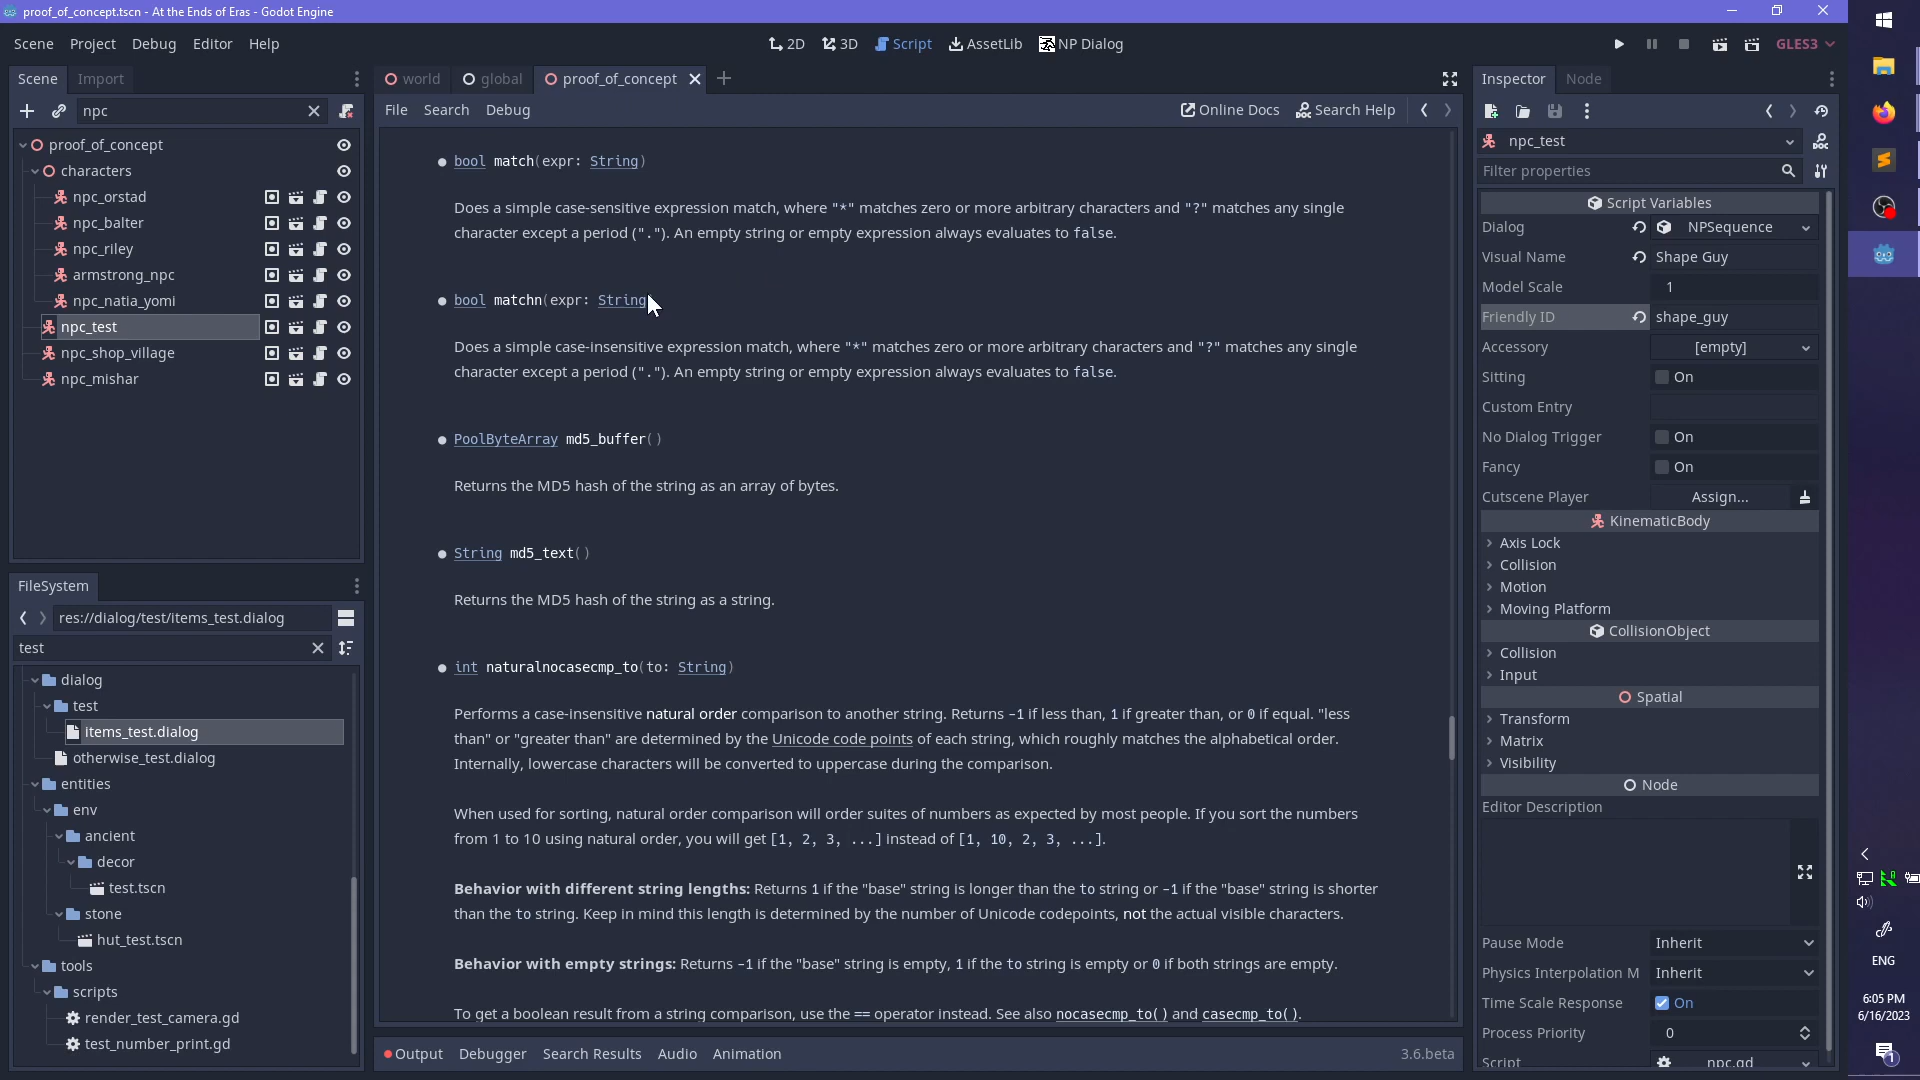 proof_of_concept.tscn - At the Ends of Eras - Godot Engine
Scene Project Debug Editor Help
2D 3D Script AssetLib NP Dialog
GLES3
Scene Import
npc
proof_of_concept
characters
npc_orstad
npc_balter
npc_riley
armstrong_npc
npc_natia_yomi
npc_test
npc_shop_village
npc_mishar
FileSystem
res://dialog/test/items_test.dialog
test
dialog
test
items_test.dialog
otherwise_test.dialog
entities
env
ancient
decor
test.tscn
stone
hut_test.tscn
tools
scripts
render_test_camera.gd
test_number_print.gd
world global proof_of_concept
File Search Debug
Online Docs Search Help
bool match(expr: String)
Does a simple case-sensitive expression match, where "*" matches zero or more arbitrary characters and "?" matches any single
character except a period ("."). An empty string or empty expression always evaluates to false.
bool matchn(expr: String
Does a simple case-insensitive expression match, where "*" matches zero or more arbitrary characters and "?" matches any single
character except a period ("."). An empty string or empty expression always evaluates to false.
PoolByteArray md5_buffer()
Returns the MD5 hash of the string as an array of bytes.
String md5_text()
Returns the MD5 hash of the string as a string.
int naturalnocasecmp_to(to: String)
Performs a case-insensitive natural order comparison to another string. Returns -1 if less than, 1 if greater than, or 0 if equal. "less
than" or "greater than" are determined by the Unicode code points of each string, which roughly matches the alphabetical order.
Internally, lowercase characters will be converted to uppercase during the comparison.
When used for sorting, natural order comparison will order suites of numbers as expected by most people. If you sort the numbers
from 1 to 10 using natural order, you will get [1, 2, 3, ...] instead of [1, 10, 2, 3, ...].
Behavior with different string lengths: Returns 1 if the "base" string is longer than the to string or -1 if the "base" string is shorter
than the to string. Keep in mind this length is determined by the number of Unicode codepoints, not the actual visible characters.
Behavior with empty strings: Returns -1 if the "base" string is empty, 1 if the to string is empty or 0 if both strings are empty.
To get a boolean result from a string comparison, use the == operator instead. See also nocasecmp_to() and casecmp_to().
Output Debugger Search Results Audio Animation
3.6.beta
Inspector Node
npc_test
Filter properties
Script Variables
Dialog NPSequence
Visual Name Shape Guy
Model Scale 1
Friendly ID shape_guy
Accessory [empty]
Sitting On
Custom Entry
No Dialog Trigger On
Fancy On
Cutscene Player Assign...
KinematicBody
Axis Lock
Collision
Motion
Moving Platform
CollisionObject
Collision
Input
Spatial
Transform
Matrix
Visibility
Node
Editor Description
Pause Mode Inherit
Physics Interpolation M Inherit
Time Scale Response On
Process Priority 0
Script npc.gd
ENG
6:05 PM
6/16/2023
1